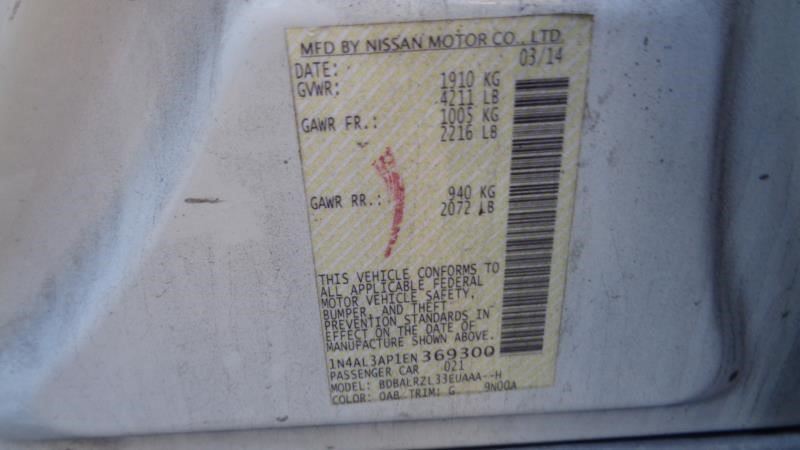 MFD BY NISSAN MOTOR CO., LTD.
DATE: 03/14
GVWR: 1910 KG
4211 LB
GAWR FR.: 1005 KG
2216 LB
GAWR RR.: 940 KG
2072 LB
THIS VEHICLE CONFORMS TO
ALL APPLICABLE FEDERAL
MOTOR VEHICLE SAFETY,
BUMPER, AND THEFT
PREVENTION STANDARDS IN
EFFECT ON THE DATE OF
MANUFACTURE SHOWN ABOVE.
1N4AL3AP1EN369300
PASSENGER CAR 021
MODEL: BDBALRZL33EUAAA--H
COLOR: QAB TRIM: G 9N00A